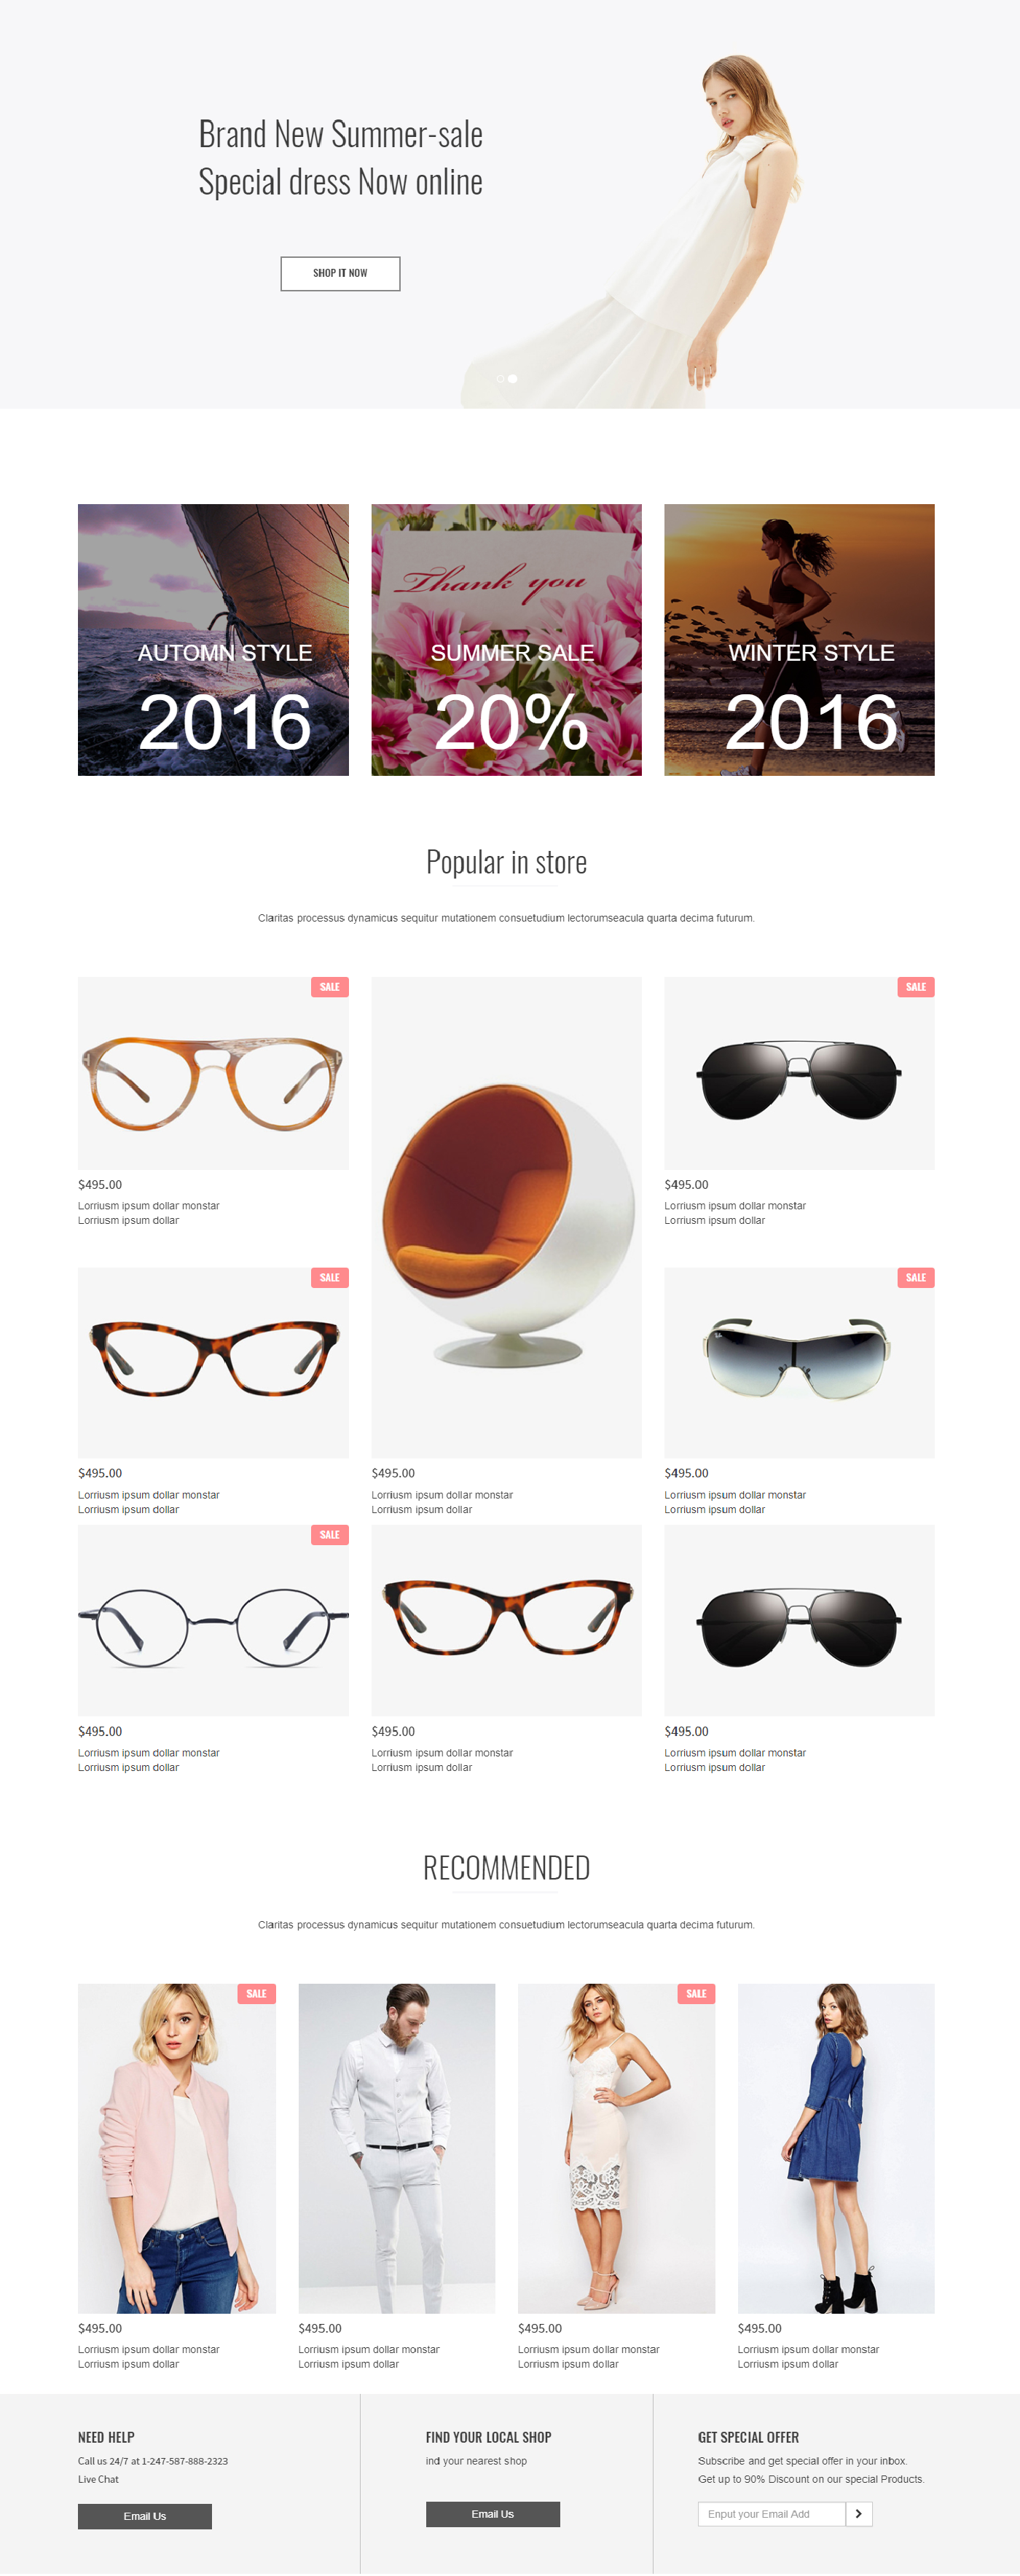 Brand New Summer-sale
Special dress Now online
SHOP IT NOW
AUTOMN STYLE
2016
Thank you
SUMMER SALE
20%
WINTER STYLE
2016
Popular in store
Claritas processus dynamicus sequitur mutationem consuetudium lectorumseacula quarta decima futurum.
SALE
$495.00
Lorriusm ipsum dollar monstar
Lorriusm ipsum dollar
SALE
$495.00
Lorriusm ipsum dollar monstar
Lorriusm ipsum dollar
SALE
$495.00
Lorriusm ipsum dollar monstar
Lorriusm ipsum dollar
$495.00
Lorriusm ipsum dollar monstar
Lorriusm ipsum dollar
SALE
$495.00
Lorriusm ipsum dollar monstar
Lorriusm ipsum dollar
SALE
$495.00
Lorriusm ipsum dollar monstar
Lorriusm ipsum dollar
$495.00
Lorriusm ipsum dollar monstar
Lorriusm ipsum dollar
$495.00
Lorriusm ipsum dollar monstar
Lorriusm ipsum dollar
RECOMMENDED
Claritas processus dynamicus sequitur mutationem consuetudium lectorumseacula quarta decima futurum.
SALE
$495.00
Lorriusm ipsum dollar monstar
Lorriusm ipsum dollar
$495.00
Lorriusm ipsum dollar monstar
Lorriusm ipsum dollar
SALE
$495.00
Lorriusm ipsum dollar monstar
Lorriusm ipsum dollar
$495.00
Lorriusm ipsum dollar monstar
Lorriusm ipsum dollar
NEED HELP
Call us 24/7 at 1-247-587-888-2323
Live Chat
Email Us
FIND YOUR LOCAL SHOP
ind your nearest shop
Email Us
GET SPECIAL OFFER
Subscribe and get special offer in your inbox.
Get up to 90% Discount on our special Products.
Enput your Email Add